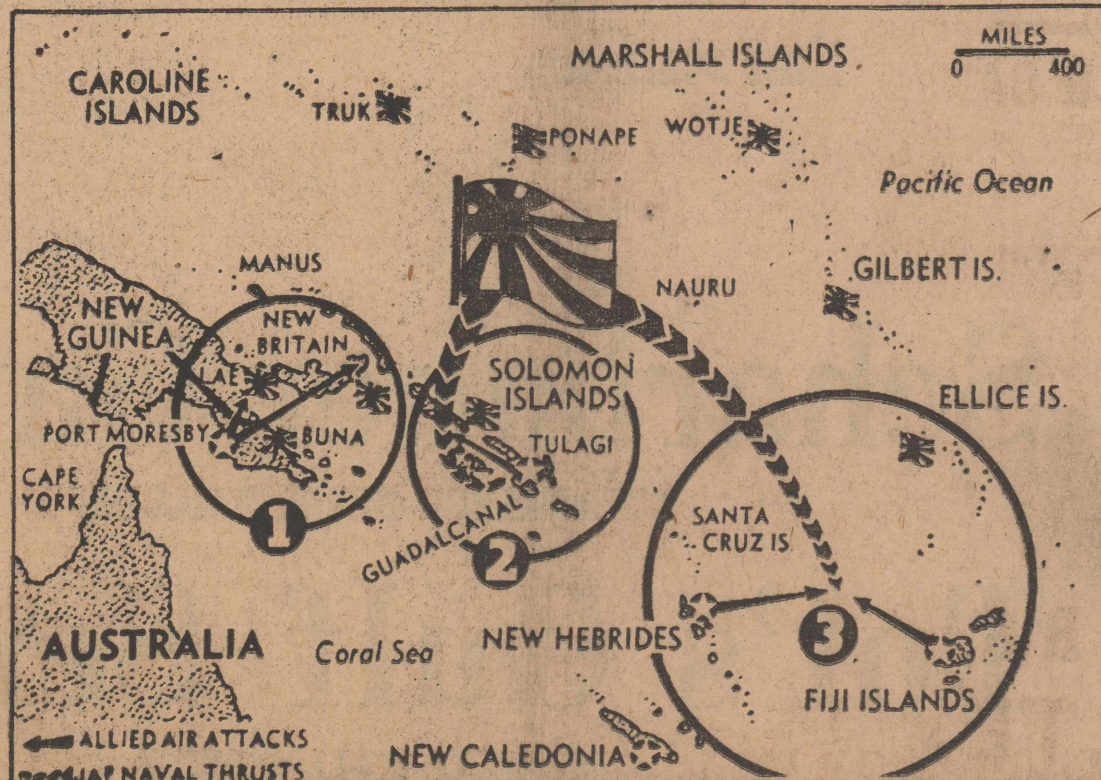 MARSHALL ISLANDS
MILES
0 400
CAROLINE
ISLANDS
TRUK
PONAPE
WOTJE
Pacific Ocean
MANUS
NAURU
GILBERT IS.
NEW
GUINEA
NEW
BRITAIN
LAE
SOLOMON
ISLANDS
ELLICE IS.
PORT MORESBY
BUNA
TULAGI
CAPE
YORK
1
GUADALCANAL
2
SANTA
CRUZ IS.
AUSTRALIA
Coral Sea
NEW HEBRIDES
3
FIJI ISLANDS
ALLIED AIR ATTACKS
NEW CALEDONIA
JAP NAVAL THRUSTS